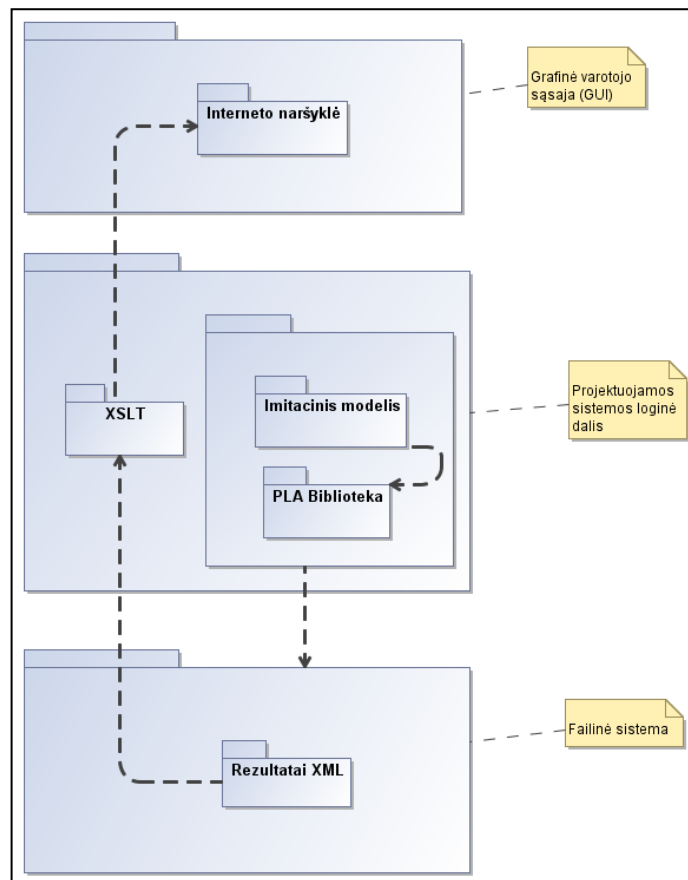 Interneto naršyklė
Grafinė varotojo
sąsaja (GUI)
XSLT
Imitacinis modelis
PLA Biblioteka
Projektuojamos
sistemos loginė
dalis
Rezultatai XML
Failinė sistema